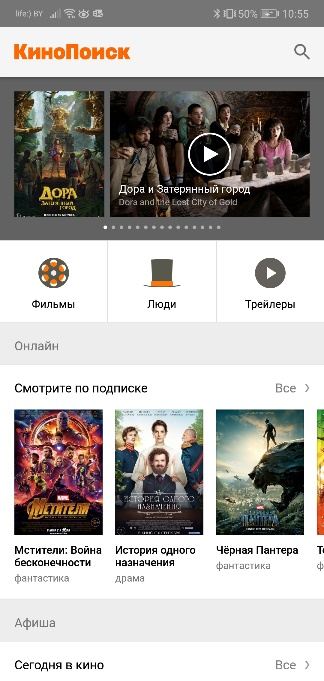 life:) BY 50% 10:55
КиноПоиск
ДОРА
ЗАТЕРЯННЫЙ
ГОРОД
Дора и Затерянный город
Dora and the Lost City of Gold
Фильмы
Люди
Трейлеры
Онлайн
Смотрите по подписке
Все
MARVEL
МСТИТЕЛИ
ИСТОРИЯ ОДНОГО
НАЗНАЧЕНИЯ
Мстители: Война
бесконечности
фантастика
История одного
назначения
драма
Чёрная Пантера
фантастика
Афиша
Сегодня в кино
Все